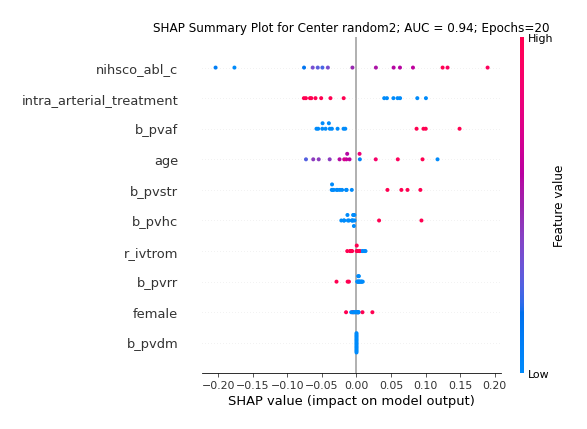 SHAP Summary Plot for Center random2; AUC = 0.94; Epochs=20
High
nihsco_abl_c
intra_arterial_treatment
b_pvaf
age
b_pvstr
b_pvhc
r_ivtrom
b_pvrr
female
b_pvdm
Feature value
Low
−0.20 −0.15 −0.10 −0.05 0.00 0.05 0.10 0.15 0.20
SHAP value (impact on model output)